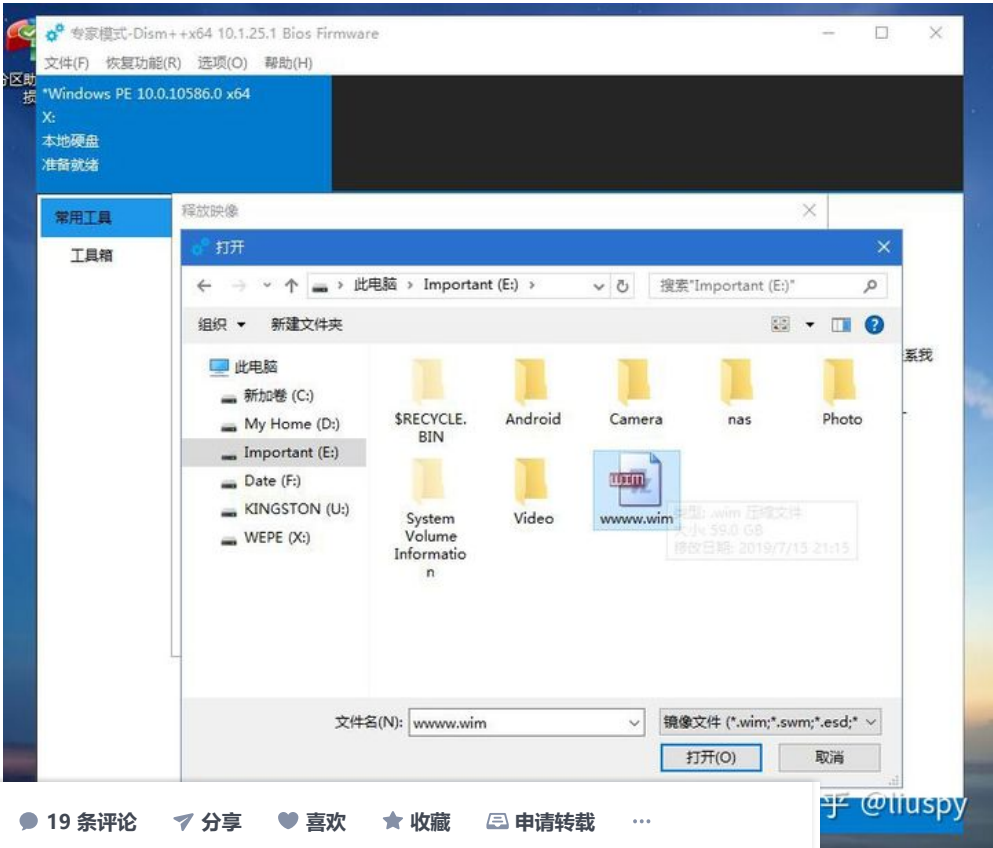 专家模式-Dism++x64 10.1.25.1 Bios Firmware
文件(F) 恢复功能(R) 选项(O) 帮助(H)
区助
损
*Windows PE 10.0.10586.0 x64
X:
本地硬盘
准备就绪
常用工具
工具箱
释放映像
打开
此电脑 › Important (E:) ›
搜索"Important (E:)"
组织
新建文件夹
此电脑
新加卷 (C:)
My Home (D:)
Important (E:)
Date (F:)
KINGSTON (U:)
WEPE (X:)
$RECYCLE.
BIN
Android
Camera
nas
Photo
System
Volume
Informatio
n
Video
wwww.wim
类型: .wim 压缩文件
大小: 59.0 GB
修改日期: 2019/7/15 21:15
系我
文件名(N):
wwww.wim
镜像文件 (*.wim;*.swm;*.esd;*
打开(O)
取消
乎 @liuspy
19 条评论
分享
喜欢
收藏
申请转载
···